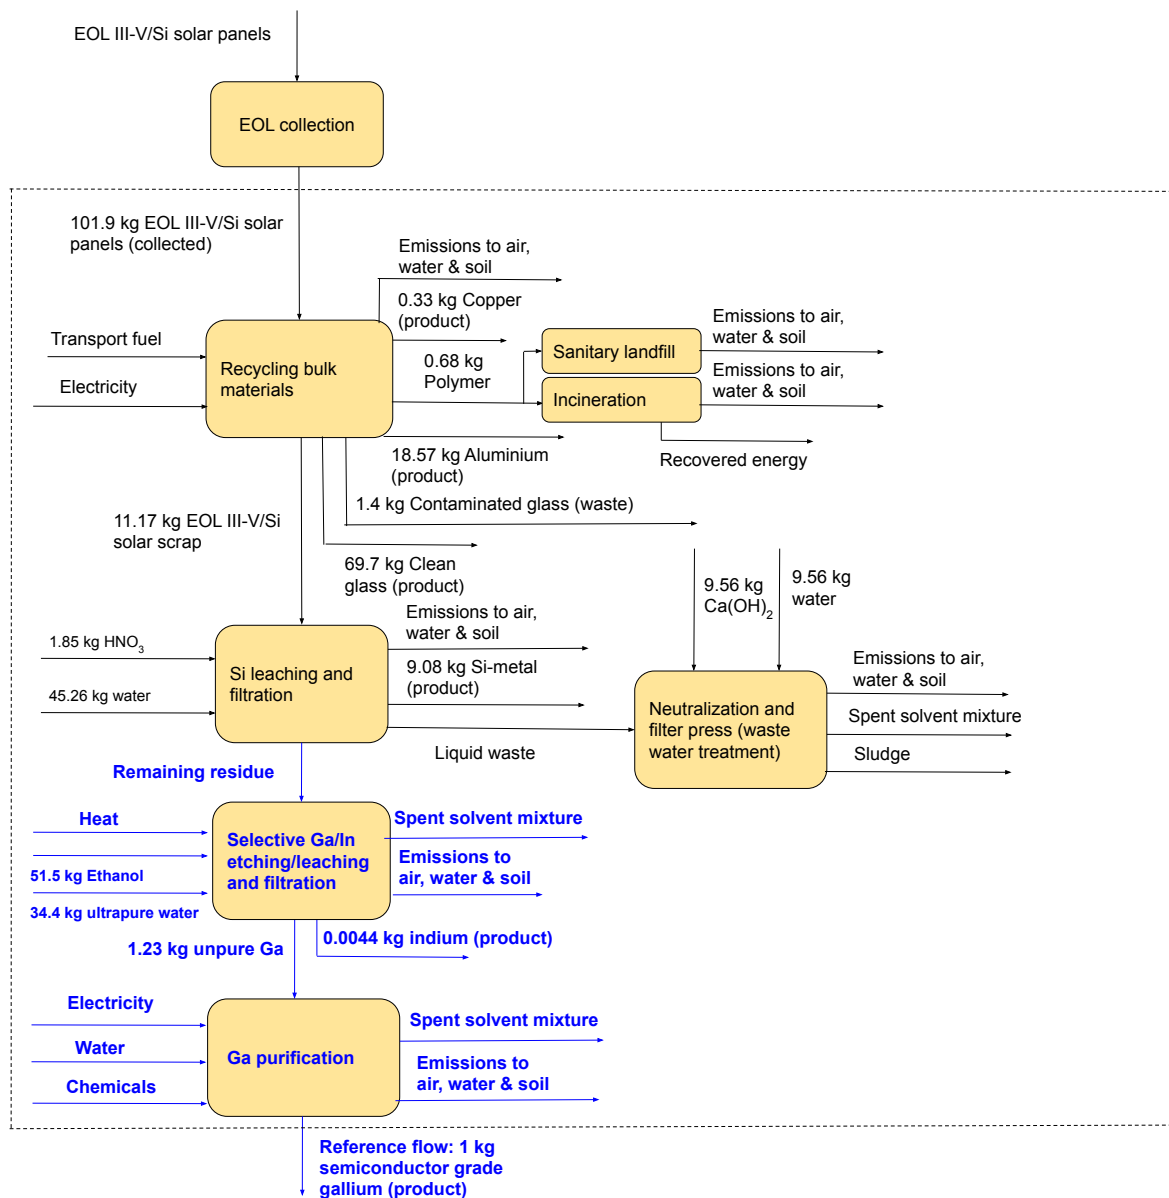 EOL III-V/Si solar panels
EOL collection
101.9 kg EOL III-V/Si solar
panels (collected)
Emissions to air,
water & soil
0.33 kg Copper
(product)
Transport fuel
Electricity
Recycling bulk
materials
0.68 kg
Polymer
Sanitary landfill
Incineration
Emissions to air,
water & soil
Emissions to air,
water & soil
Recovered energy
18.57 kg Aluminium
(product)
1.4 kg Contaminated glass (waste)
11.17 kg EOL III-V/Si
solar scrap
69.7 kg Clean
glass (product)
9.56 kg
Ca(OH)₂
9.56 kg
water
1.85 kg HNO₃
45.26 kg water
Si leaching and
filtration
Emissions to air,
water & soil
9.08 kg Si-metal
(product)
Liquid waste
Neutralization and
filter press (waste
water treatment)
Emissions to air,
water & soil
Spent solvent mixture
Sludge
Remaining residue
Heat
51.5 kg Ethanol
34.4 kg ultrapure water
Selective Ga/In
etching/leaching
and filtration
Spent solvent mixture
Emissions to
air, water & soil
1.23 kg unpure Ga
0.0044 kg indium (product)
Electricity
Water
Chemicals
Ga purification
Spent solvent mixture
Emissions to
air, water & soil
Reference flow: 1 kg
semiconductor grade
gallium (product)